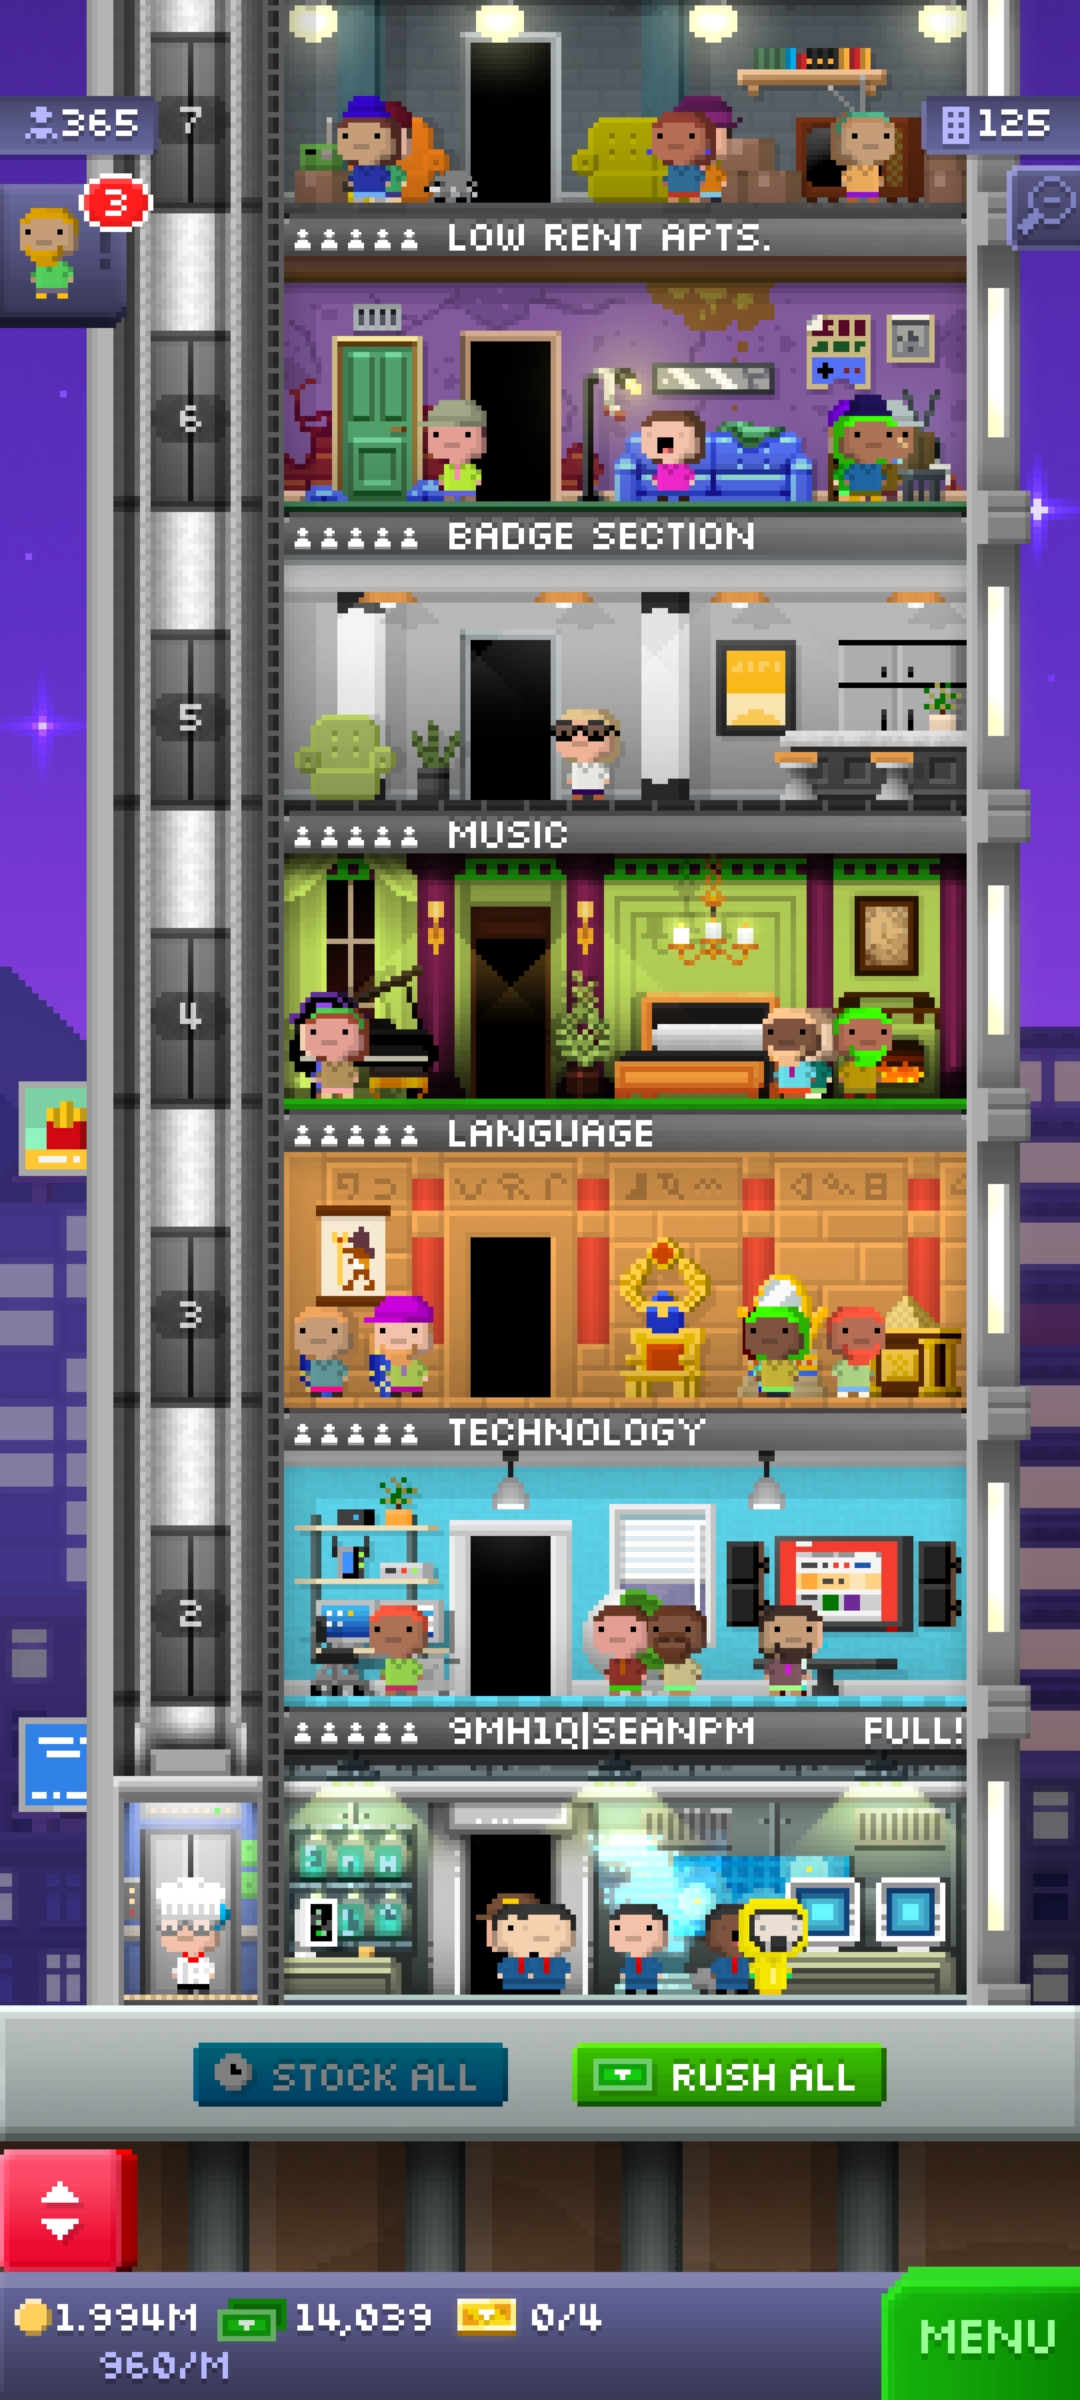 7
365
125
3
LOW RENT APTS.
6
BADGE SECTION
5
MUSIC
4
LANGUAGE
3
TECHNOLOGY
2
9MH1Q|SEANPM FULL!
STOCK ALL
RUSH ALL
1.994M 14,039 0/4
960/M
MENU